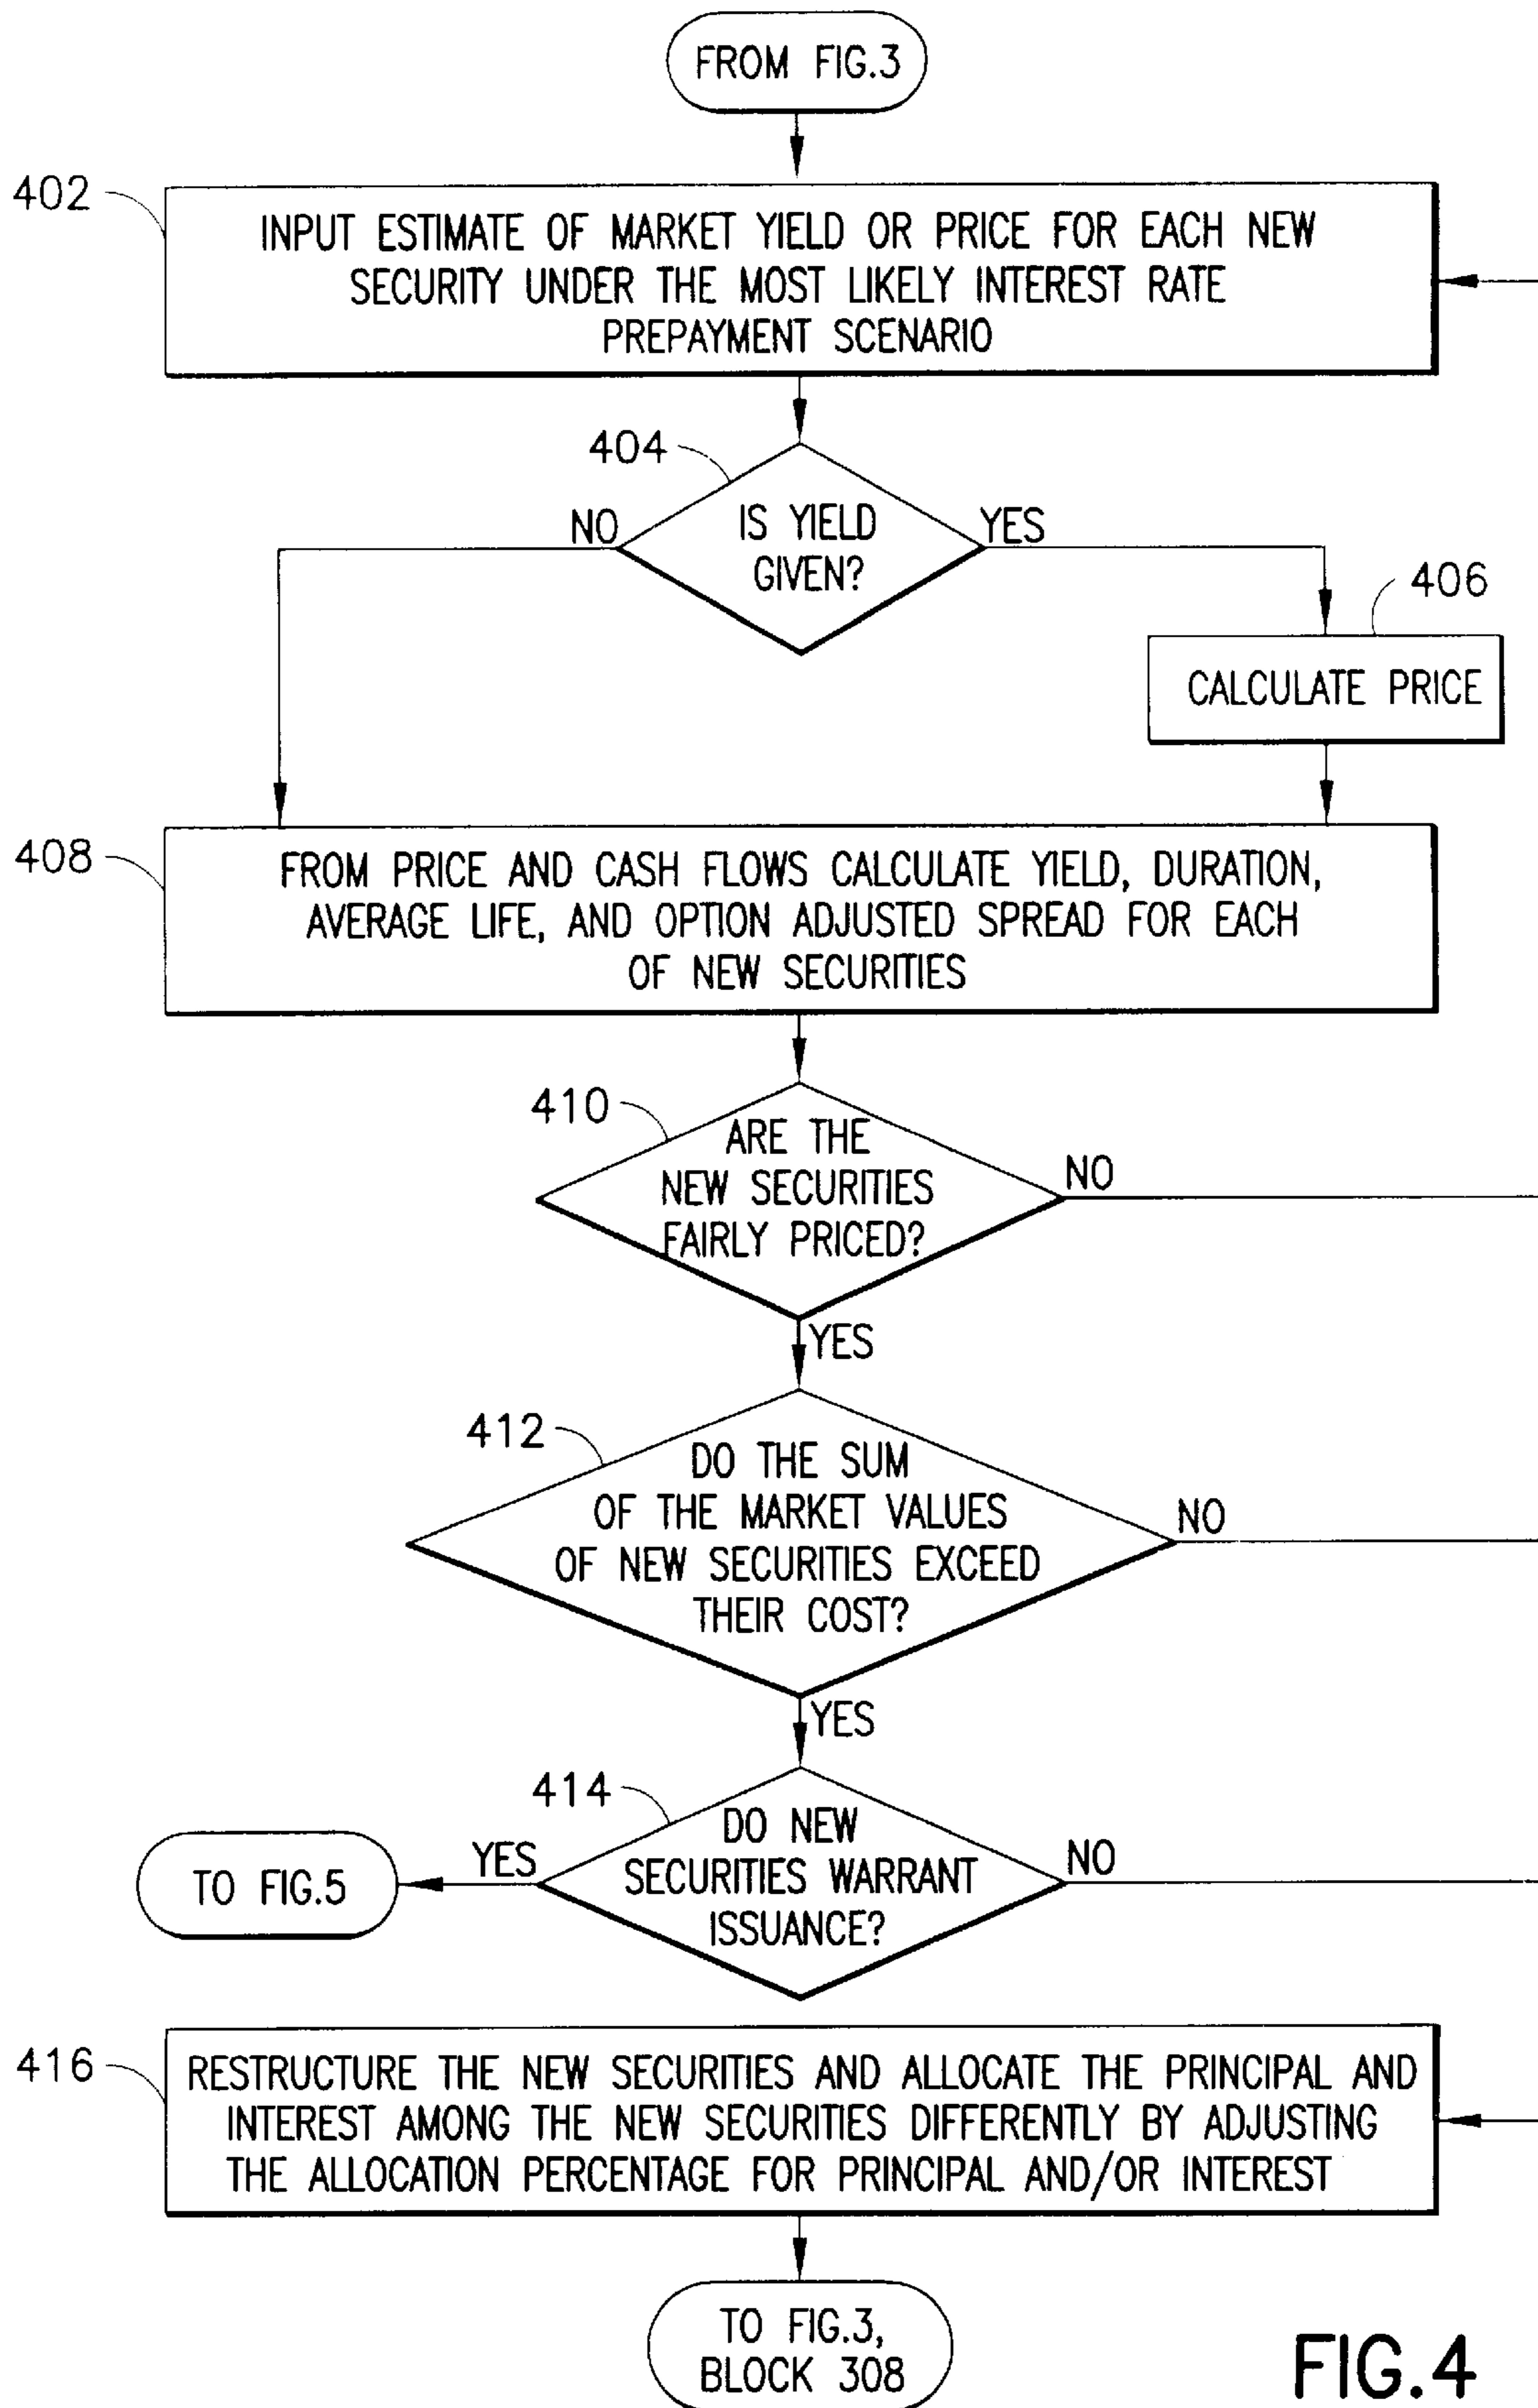 FROM FIG.3
402
INPUT ESTIMATE OF MARKET YIELD OR PRICE FOR EACH NEW
SECURITY UNDER THE MOST LIKELY INTEREST RATE
PREPAYMENT SCENARIO
404
NO
IS YIELD
GIVEN?
YES
406
CALCULATE PRICE
408
FROM PRICE AND CASH FLOWS CALCULATE YIELD, DURATION,
AVERAGE LIFE, AND OPTION ADJUSTED SPREAD FOR EACH
OF NEW SECURITIES
410
ARE THE
NEW SECURITIES
FAIRLY PRICED?
NO
YES
412
DO THE SUM
OF THE MARKET VALUES
OF NEW SECURITIES EXCEED
THEIR COST?
NO
YES
414
DO NEW
SECURITIES WARRANT
ISSUANCE?
YES
TO FIG.5
NO
416
RESTRUCTURE THE NEW SECURITIES AND ALLOCATE THE PRINCIPAL AND
INTEREST AMONG THE NEW SECURITIES DIFFERENTLY BY ADJUSTING
THE ALLOCATION PERCENTAGE FOR PRINCIPAL AND/OR INTEREST
TO FIG.3,
BLOCK 308
FIG.4